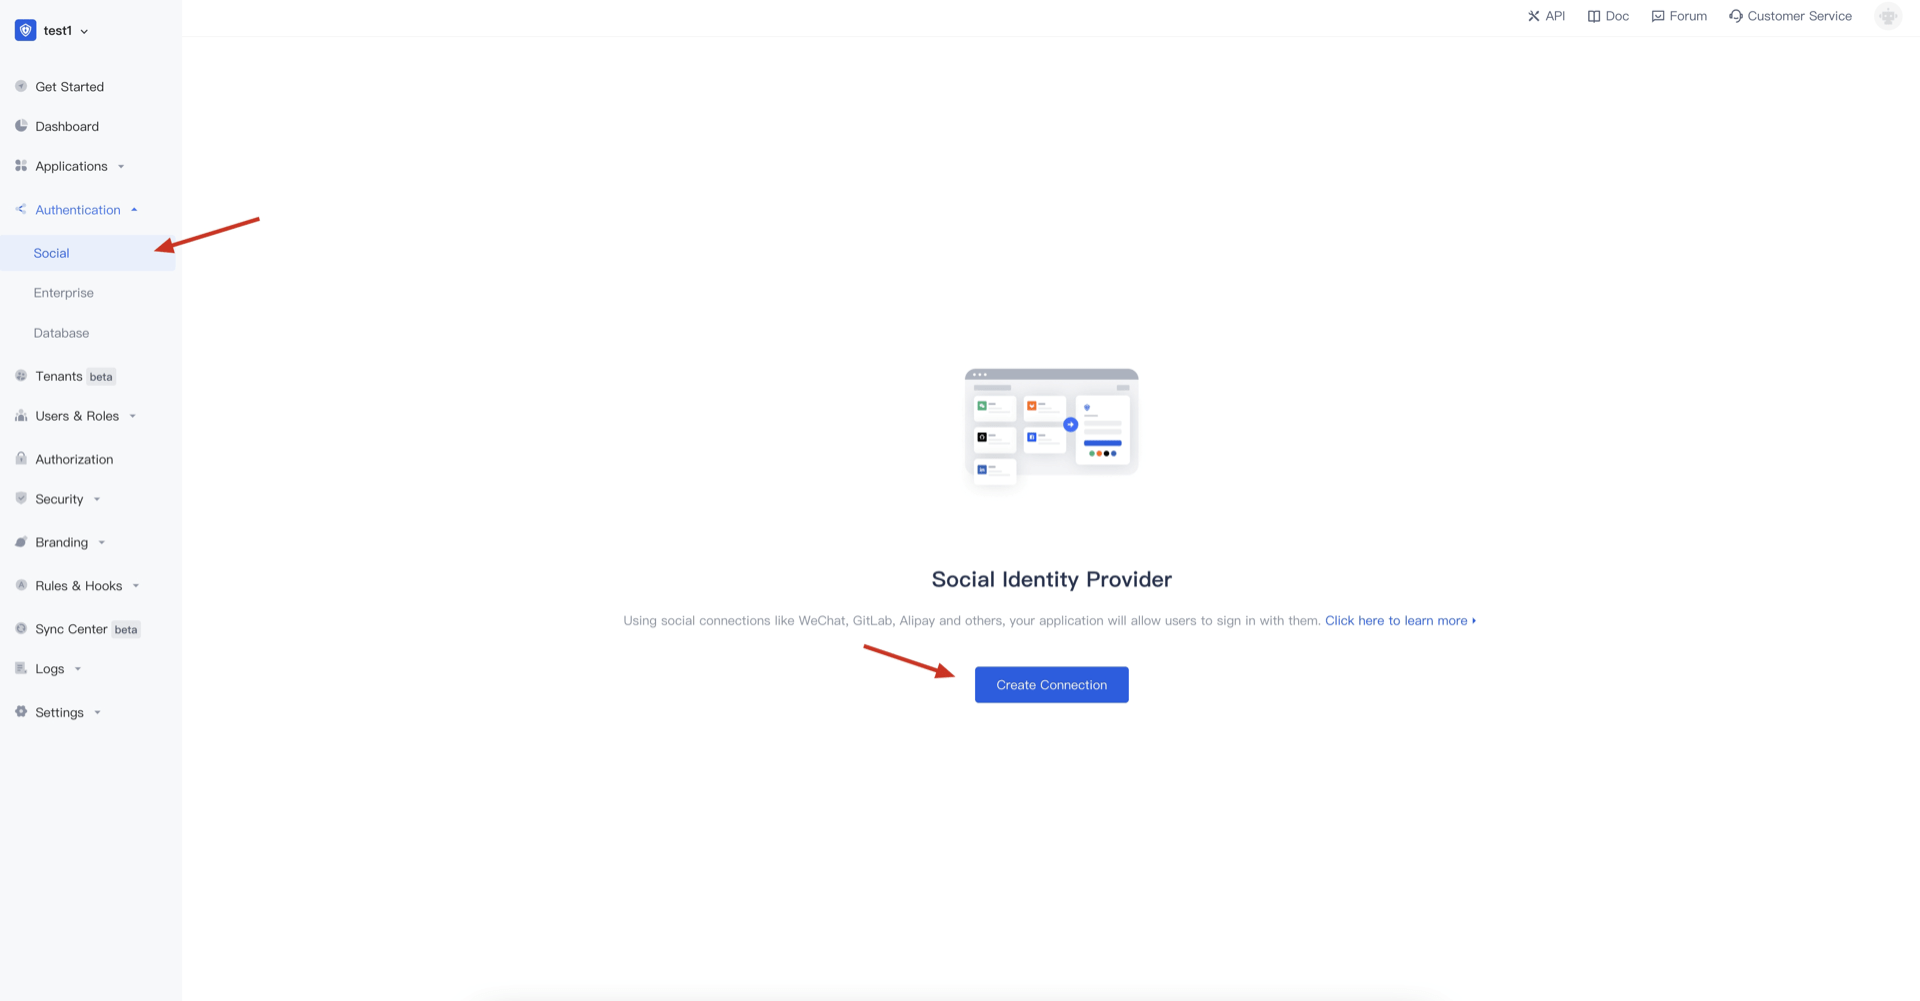 test1
API
Doc
Forum
Customer Service
Get Started
Dashboard
Applications
Authentication
Social
Enterprise
Database
Tenants beta
Users & Roles
Authorization
Security
Branding
Rules & Hooks
Sync Center beta
Logs
Settings
Social Identity Provider
Using social connections like WeChat, GitLab, Alipay and others, your application will allow users to sign in with them. Click here to learn more
Create Connection